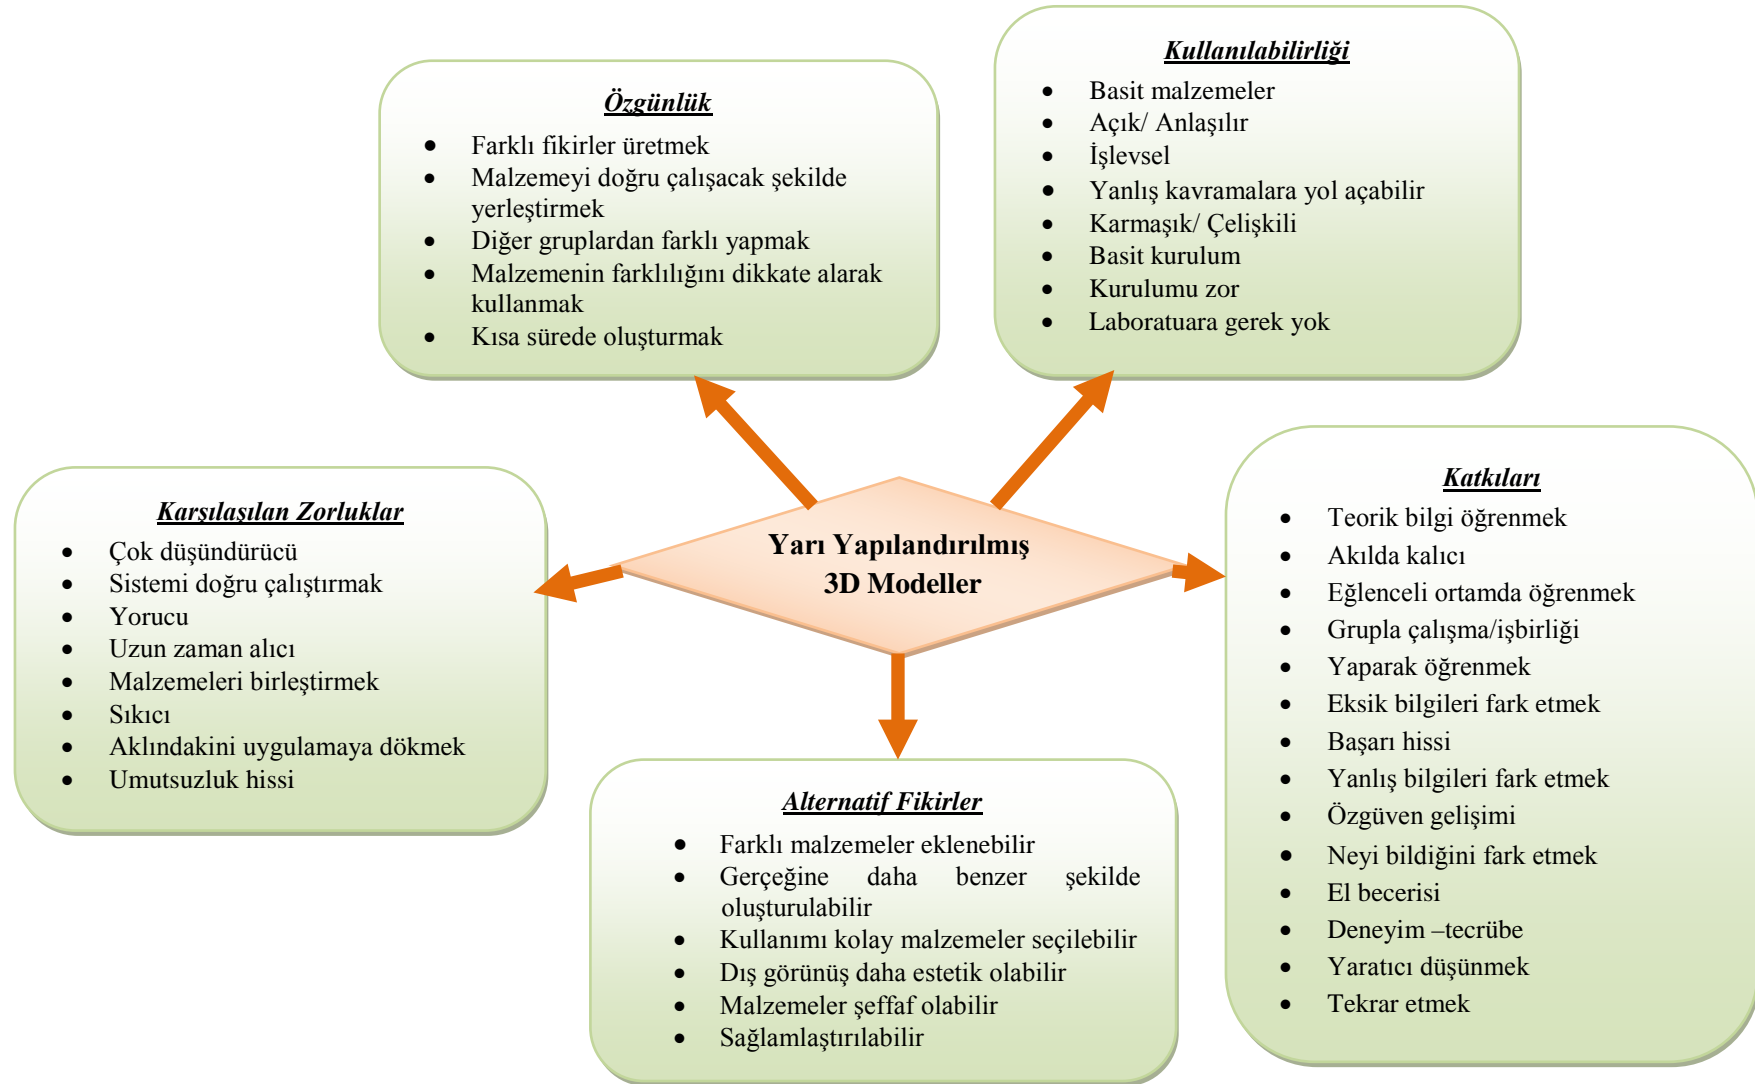 Özgünlük
• Farklı fikirler üretmek
• Malzemeyi doğru çalışacak şekilde
yerleştirmek
• Diğer gruplardan farklı yapmak
• Malzemenin farklılığını dikkate alarak
kullanmak
• Kısa sürede oluşturmak
Kullanılabilirliği
• Basit malzemeler
• Açık/ Anlaşılır
• İşlevsel
• Yanlış kavramalara yol açabilir
• Karmaşık/ Çelişkili
• Basit kurulum
• Kurulumu zor
• Laboratuara gerek yok
Karşılaşılan Zorluklar
• Çok düşündürücü
• Sistemi doğru çalıştırmak
• Yorucu
• Uzun zaman alıcı
• Malzemeleri birleştirmek
• Sıkıcı
• Aklındakini uygulamaya dökmek
• Umutsuzluk hissi
Yarı Yapılandırılmış
3D Modeller
Katkıları
• Teorik bilgi öğrenmek
• Akılda kalıcı
• Eğlenceli ortamda öğrenmek
• Grupla çalışma/işbirliği
• Yaparak öğrenmek
• Eksik bilgileri fark etmek
• Başarı hissi
• Yanlış bilgileri fark etmek
• Özgüven gelişimi
• Neyi bildiğini fark etmek
• El becerisi
• Deneyim –tecrübe
• Yaratıcı düşünmek
• Tekrar etmek
Alternatif Fikirler
• Farklı malzemeler eklenebilir
• Gerçeğine daha benzer şekilde
oluşturulabilir
• Kullanımı kolay malzemeler seçilebilir
• Dış görünüş daha estetik olabilir
• Malzemeler şeffaf olabilir
• Sağlamlaştırılabilir